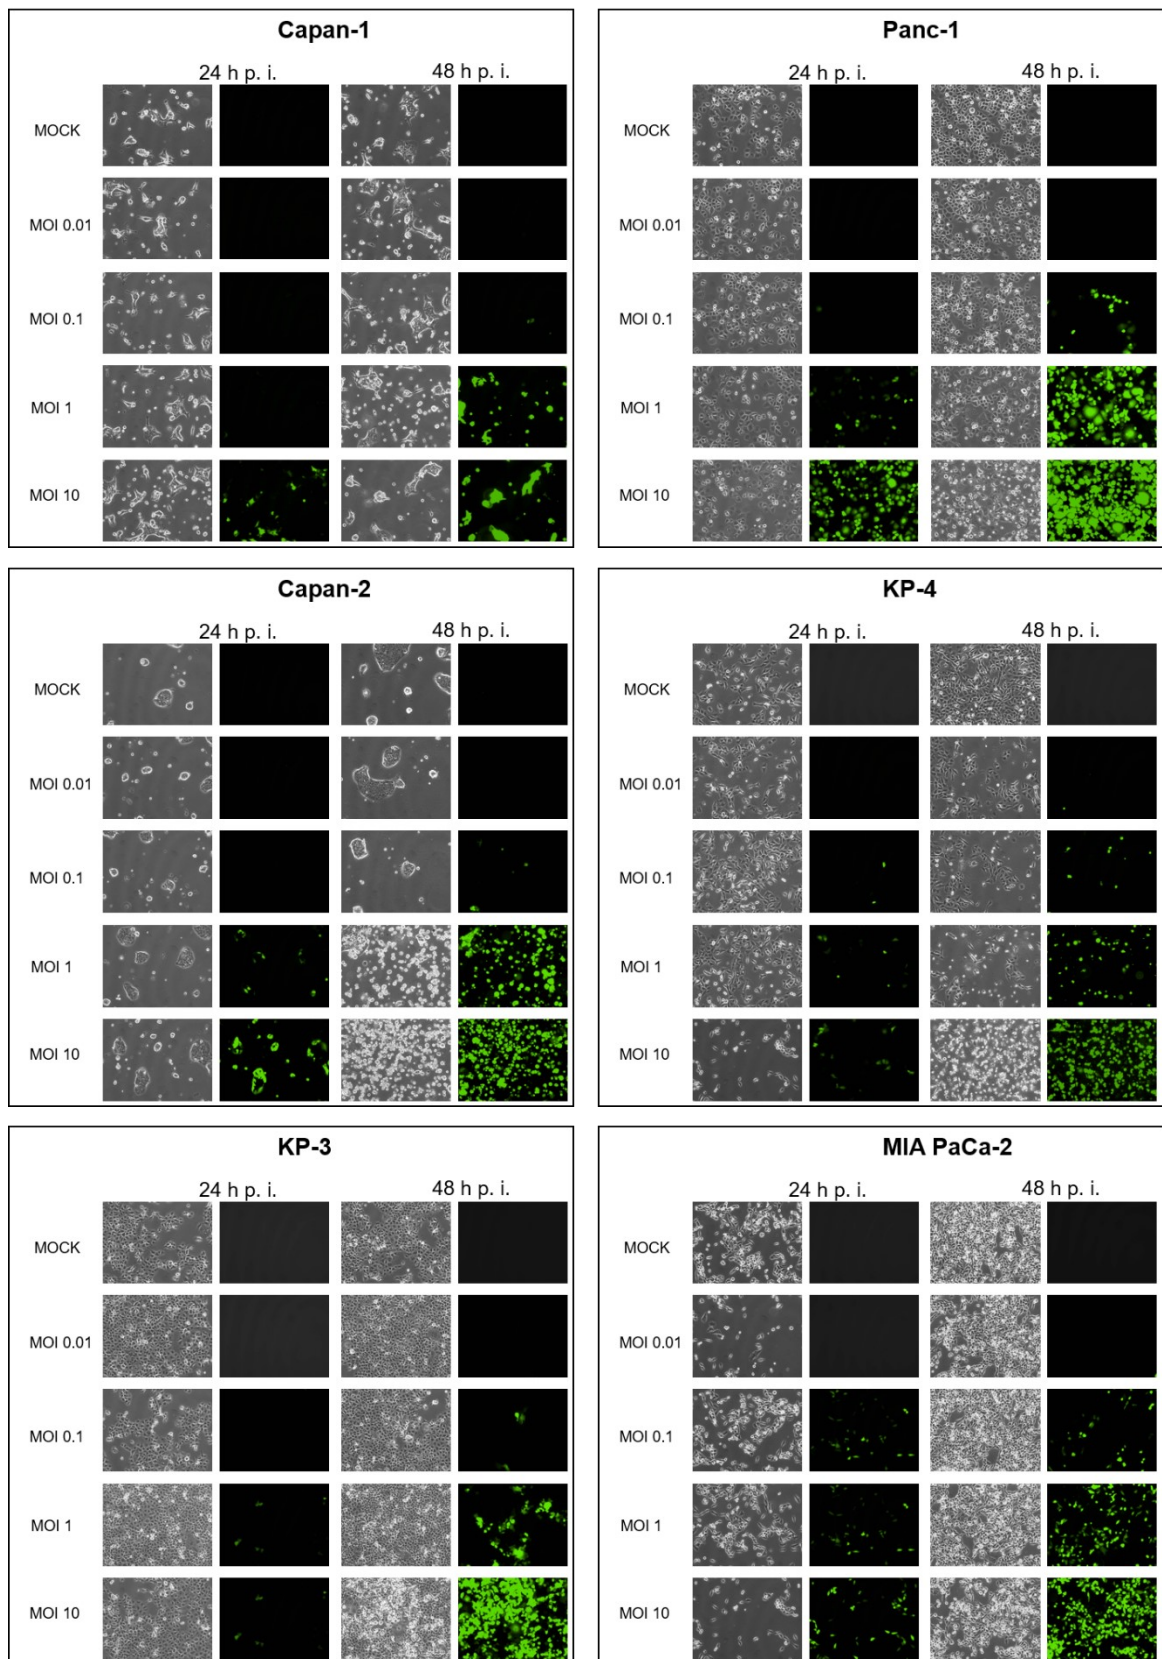 Capan-1
24 h p. i. 48 h p. i.
MOCK
MOI 0.01
MOI 0.1
MOI 1
MOI 10
Panc-1
24 h p. i. 48 h p. i.
MOCK
MOI 0.01
MOI 0.1
MOI 1
MOI 10
Capan-2
24 h p. i. 48 h p. i.
MOCK
MOI 0.01
MOI 0.1
MOI 1
MOI 10
KP-4
24 h p. i. 48 h p. i.
MOCK
MOI 0.01
MOI 0.1
MOI 1
MOI 10
KP-3
24 h p. i. 48 h p. i.
MOCK
MOI 0.01
MOI 0.1
MOI 1
MOI 10
MIA PaCa-2
24 h p. i. 48 h p. i.
MOCK
MOI 0.01
MOI 0.1
MOI 1
MOI 10